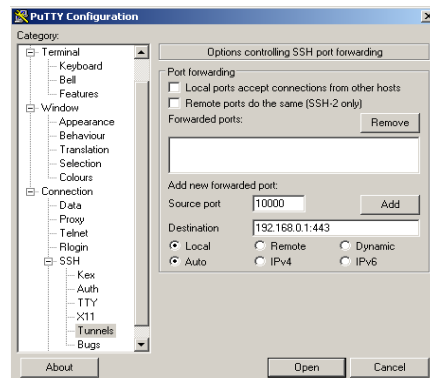 PuTTY Configuration
Category:
Terminal
Keyboard
Bell
Features
Window
Appearance
Behaviour
Translation
Selection
Colours
Connection
Data
Proxy
Telnet
Rlogin
SSH
Kex
Auth
TTY
X11
Tunnels
Bugs
Options controlling SSH port forwarding
Port forwarding
Local ports accept connections from other hosts
Remote ports do the same (SSH-2 only)
Forwarded ports:
Remove
Add new forwarded port:
Source port 10000 Add
Destination 192.168.0.1:443
Local Remote Dynamic
Auto IPv4 IPv6
About Open Cancel